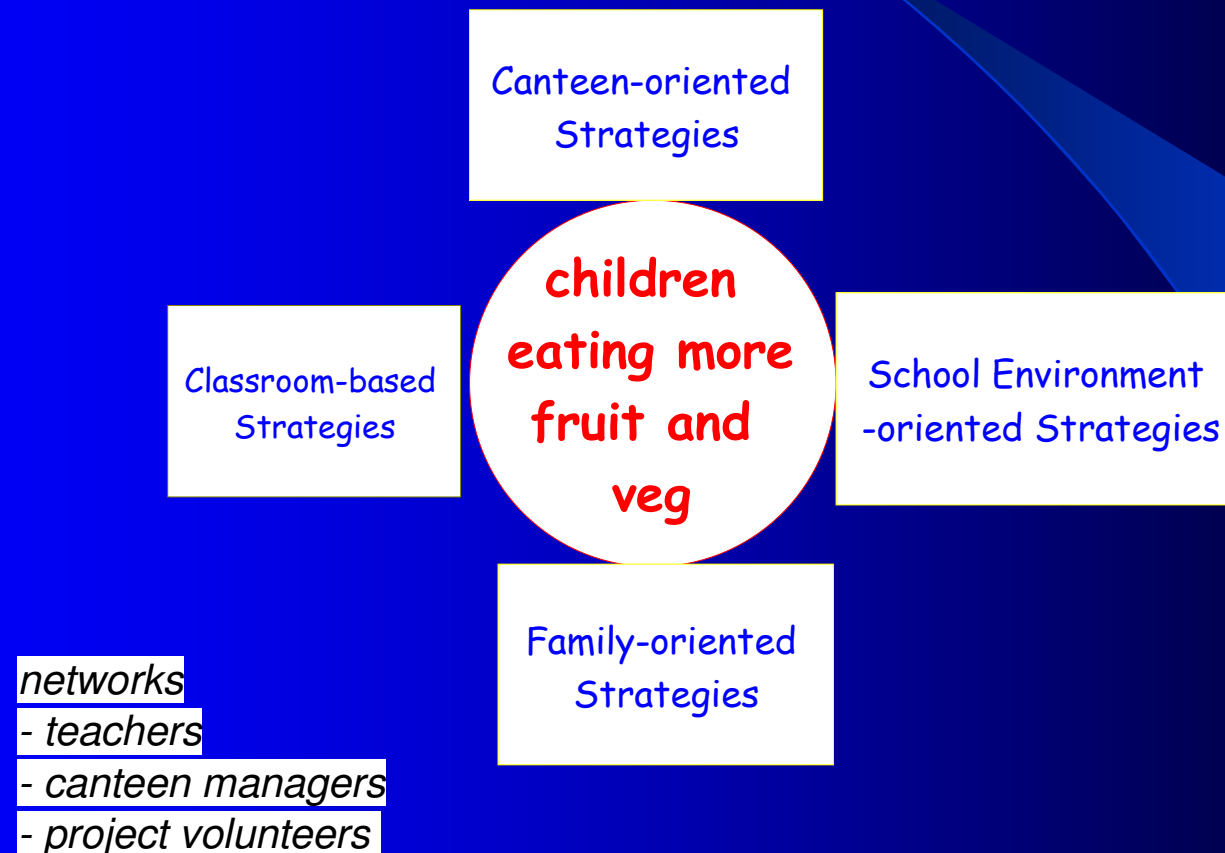 Canteen-oriented
Strategies
children
eating more
fruit and
veg
Classroom-based
Strategies
School Environment
-oriented Strategies
Family-oriented
Strategies
networks
- teachers
- canteen managers
- project volunteers